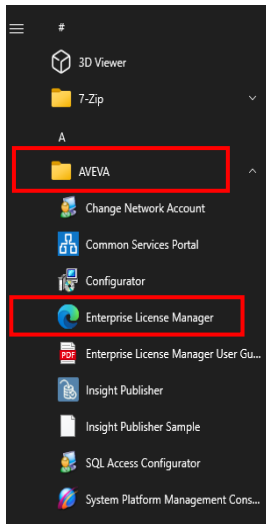 #
3D Viewer
7-Zip
A
AVEVA
Change Network Account
Common Services Portal
Configurator
Enterprise License Manager
PDF
Enterprise License Manager User Gu...
Insight Publisher
Insight Publisher Sample
SQL Access Configurator
System Platform Management Cons...